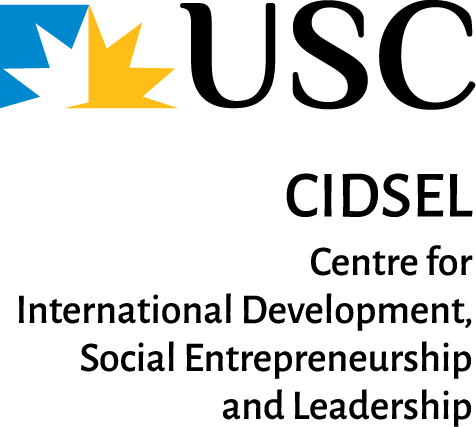 USC
CIDSEL
Centre for
International Development,
Social Entrepreneurship
and Leadership